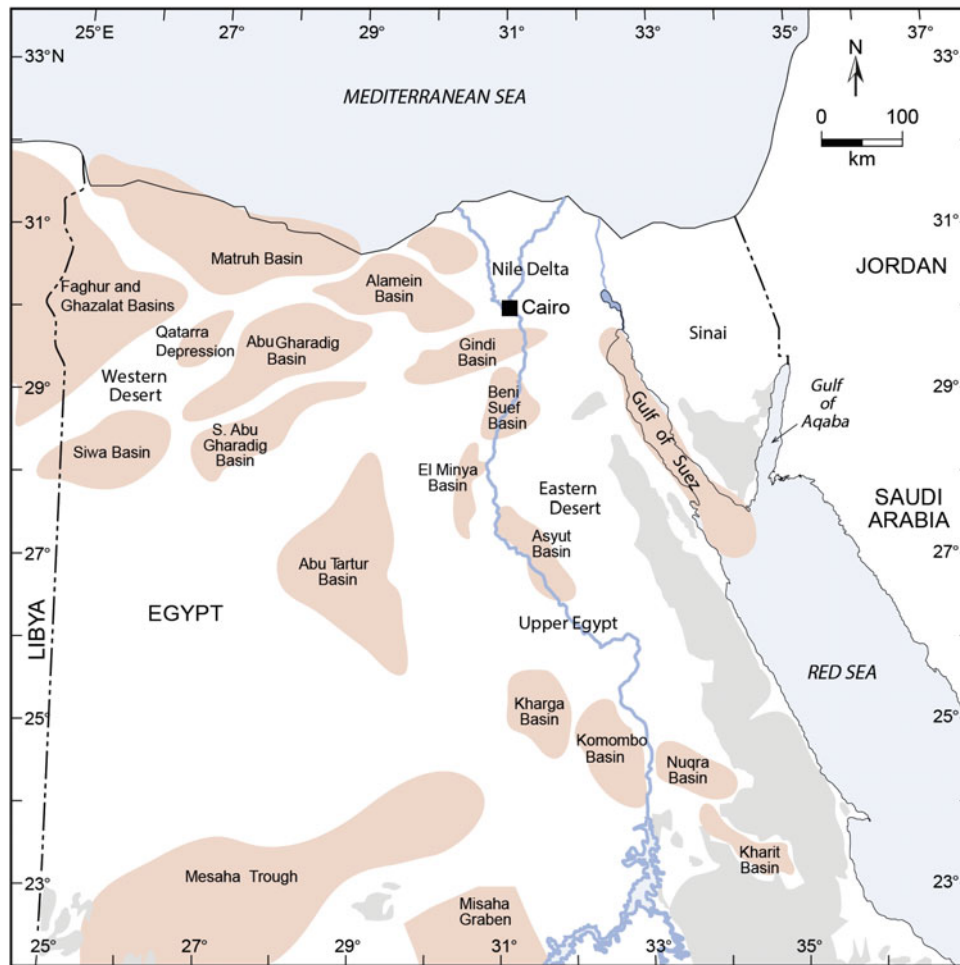 25°E
27°
29°
31°
33°
35°
37°
33°N
33°
N
MEDITERRANEAN SEA
0
100
km
31°
31°
Matruh Basin
Nile Delta
JORDAN
Faghur and
Ghazalat Basins
Alamein
Basin
Cairo
Qatarra
Depression
Abu Gharadig
Basin
Gindi
Basin
Sinai
Western
Desert
29°
29°
Beni
Suef
Basin
Gulf of Suez
Gulf
of
Aqaba
Siwa Basin
S. Abu
Gharadig
Basin
El Minya
Basin
Eastern
Desert
SAUDI
ARABIA
27°
27°
Asyut
Basin
Abu Tartur
Basin
EGYPT
LIBYA
Upper Egypt
RED SEA
25°
25°
Kharga
Basin
Komombo
Basin
Nuqra
Basin
23°
23°
Mesaha Trough
Kharit
Basin
Misaha
Graben
25°
27°
29°
31°
33°
35°